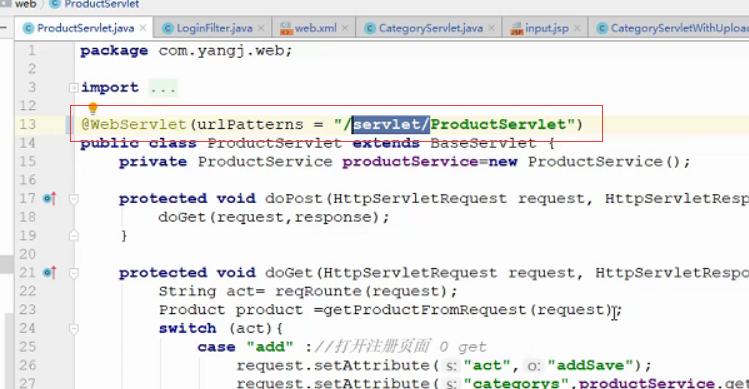 web ProductServlet
ProductServlet.java LoginFilter.java web.xml CategoryServlet.java input.jsp CategoryServletWithUpload
1 package com.yangj.web;
2
3 import ...
12
13 @WebServlet(urlPatterns = "/servlet/ProductServlet")
14 public class ProductServlet extends BaseServlet {
15 private ProductService productService=new ProductService();
16
17 protected void doPost(HttpServletRequest request, HttpServletResp
18 doGet(request,response);
19 }
20
21 protected void doGet(HttpServletRequest request, HttpServletRespo
22 String act= reqRounte(request);
23 Product product =getProductFromRequest(request);
24 switch (act){
25 case "add" ://打开注册页面 0 get
26 request.setAttribute( s: "act", o: "addSave");
27 request.setAttribute( s: "categorys",productService.get